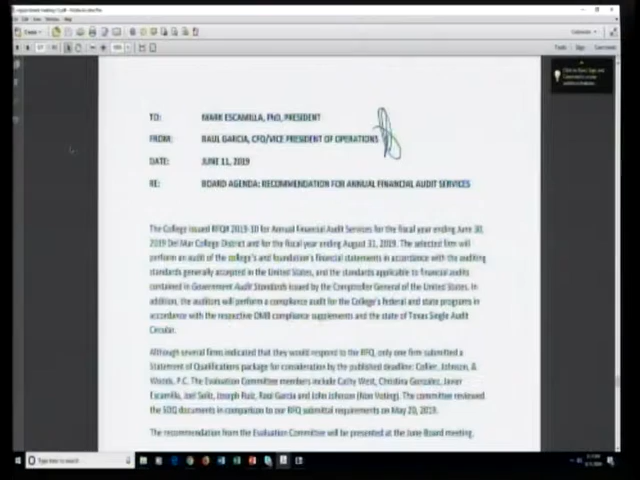 TO: MARK ESCAMILLA, PhD, PRESIDENT
FROM: RAUL GARCIA, CFO/VICE PRESIDENT OF OPERATIONS
DATE: JUNE 11, 2019
RE: BOARD AGENDA: RECOMMENDATION FOR ANNUAL FINANCIAL AUDIT SERVICES
The College issued RFQ# 2019-10 for Annual Financial Audit Services for the fiscal year ending June 30,
2019 Del Mar College District and for the fiscal year ending August 31, 2019. The selected firm will
perform an audit of the college's and foundation's financial statements in accordance with the auditing
standards generally accepted in the United States, and the standards applicable to financial audits
contained in Government Audit Standards issued by the Comptroller General of the United States. In
addition, the auditors will perform a compliance audit for the College's federal and state programs in
accordance with the respective OMB compliance supplements and the state of Texas Single Audit
Circular.
Although several firms indicated that they would respond to the RFQ, only one firm submitted a
Statement of Qualifications package for consideration by the published deadline: Collier, Johnson, &
Woods, P.C. The Evaluation Committee members include Cathy West, Christina Gonzalez, Javier
Escamilla, Joel Solis, Joseph Ruiz, Raul Garcia and John Johnson (Non Voting). The committee reviewed
the SOQ documents in comparison to our RFQ submittal requirements on May 20, 2019.
The recommendation from the Evaluation Committee will be presented at the June Board meeting.
Type here to search